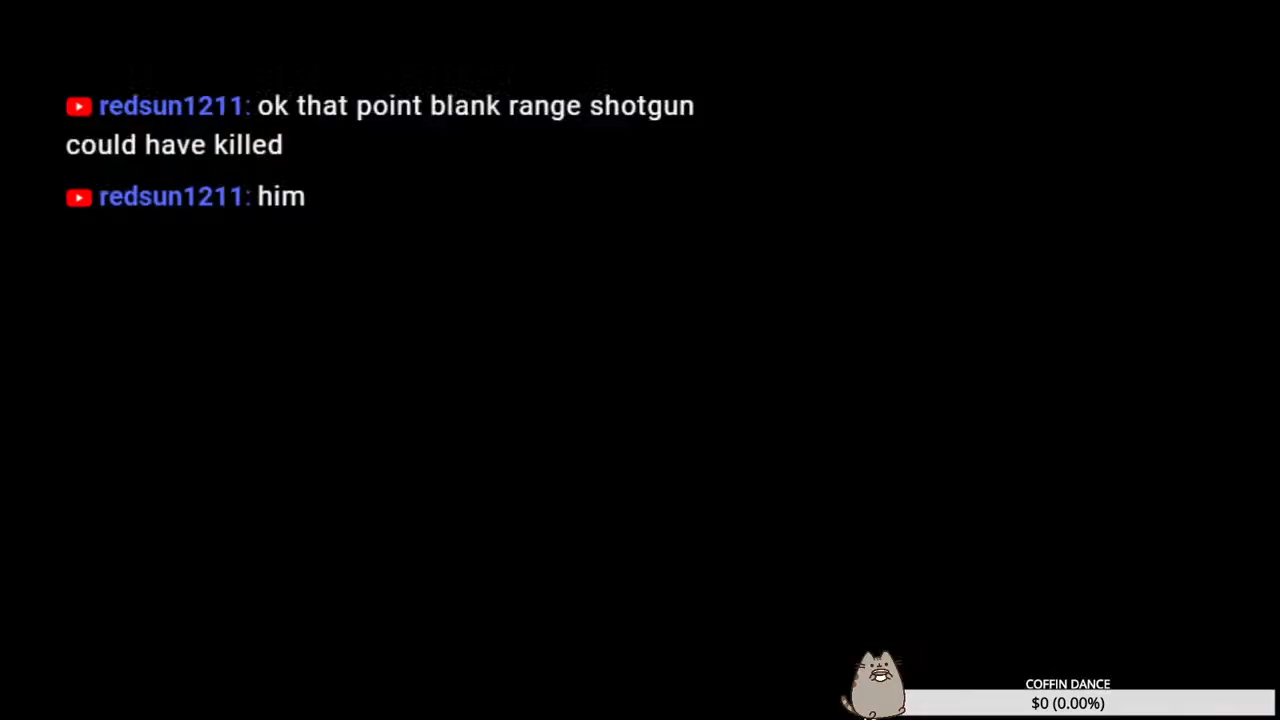 redsun1211: ok that point blank range shotgun
could have killed
redsun1211: him
COFFIN DANCE
$0 (0.00%)